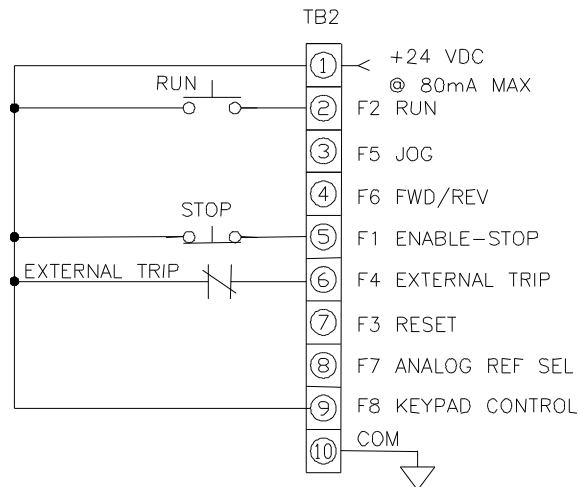 TB2
1 +24 VDC
@ 80mA MAX
RUN
2 F2 RUN
3 F5 JOG
4 F6 FWD/REV
STOP
5 F1 ENABLE-STOP
EXTERNAL TRIP
6 F4 EXTERNAL TRIP
7 F3 RESET
8 F7 ANALOG REF SEL
9 F8 KEYPAD CONTROL
10 COM